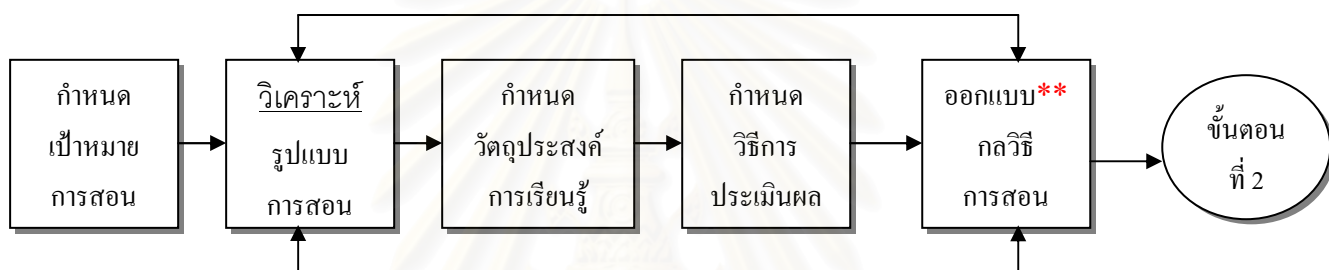 กำหนด
เป้าหมาย
การสอน
วิเคราะห์
รูปแบบ
การสอน
กำหนด
วัตถุประสงค์
การเรียนรู้
กำหนด
วิธีการ
ประเมินผล
ออกแบบ**
กลวิธี
การสอน
ขั้นตอน
ที่ 2